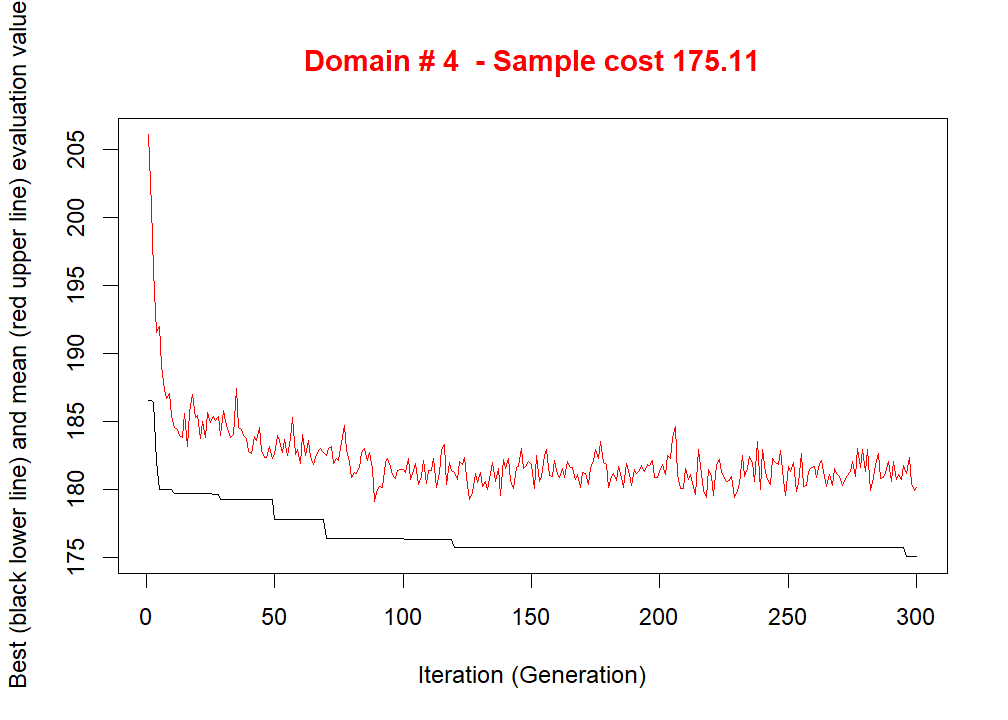 Domain # 4  - Sample cost 175.11
Best (black lower line) and mean (red upper line) evaluation value
205
200
195
190
185
180
175
0 50 100 150 200 250 300
Iteration (Generation)